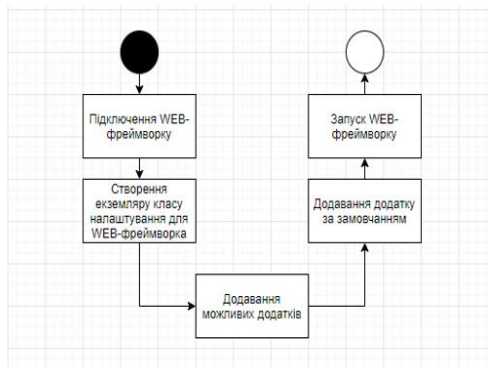 Підключення WEB-
фреймворку
Створення
екземляру класу
налаштування для
WEB-фреймворка
Додавання
можливих додатків
Додавання додатку
за замовчанням
Запуск WEB-
фреймворку